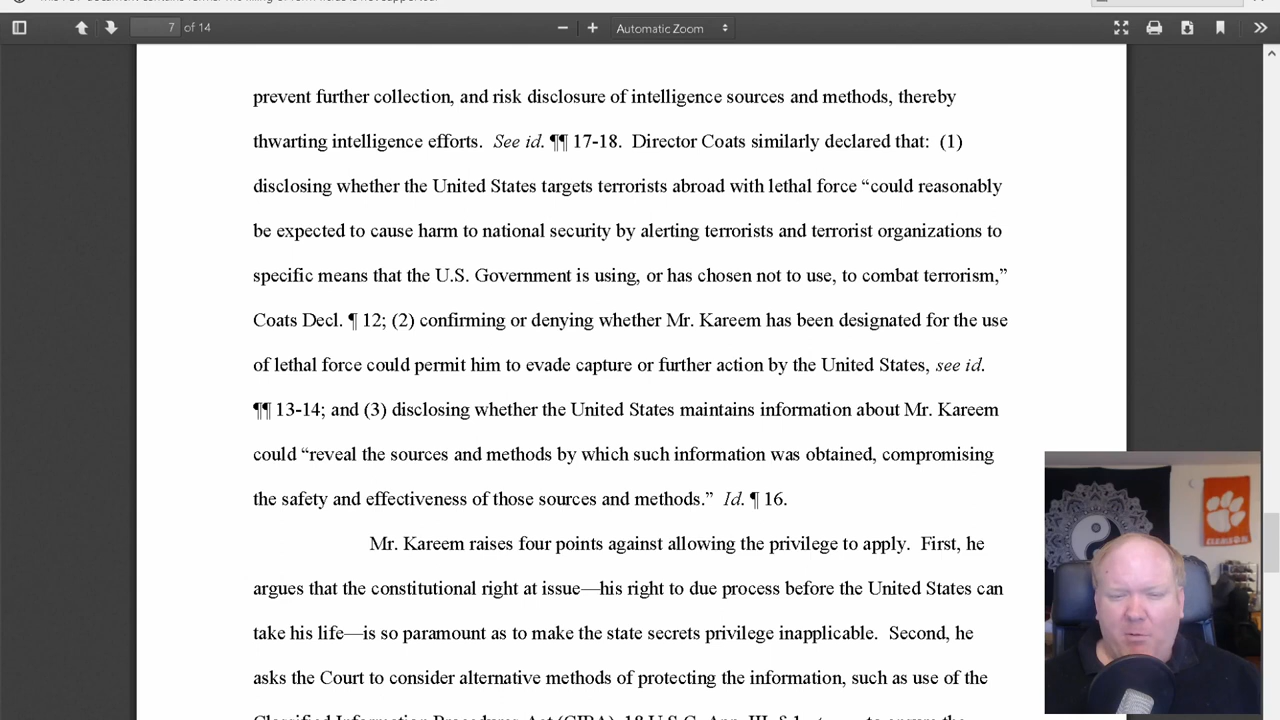 7 of 14
Automatic Zoom
prevent further collection, and risk disclosure of intelligence sources and methods, thereby
thwarting intelligence efforts. See id. ¶¶ 17-18. Director Coats similarly declared that: (1)
disclosing whether the United States targets terrorists abroad with lethal force “could reasonably
be expected to cause harm to national security by alerting terrorists and terrorist organizations to
specific means that the U.S. Government is using, or has chosen not to use, to combat terrorism,”
Coats Decl. ¶ 12; (2) confirming or denying whether Mr. Kareem has been designated for the use
of lethal force could permit him to evade capture or further action by the United States, see id.
¶¶ 13-14; and (3) disclosing whether the United States maintains information about Mr. Kareem
could “reveal the sources and methods by which such information was obtained, compromising
the safety and effectiveness of those sources and methods.” Id. ¶ 16.
Mr. Kareem raises four points against allowing the privilege to apply. First, he
argues that the constitutional right at issue—his right to due process before the United States can
take his life—is so paramount as to make the state secrets privilege inapplicable. Second, he
asks the Court to consider alternative methods of protecting the information, such as use of the
Classified Information Procedures Act (CIPA), 18 U.S.C. App. III, § 1
CLEMSON